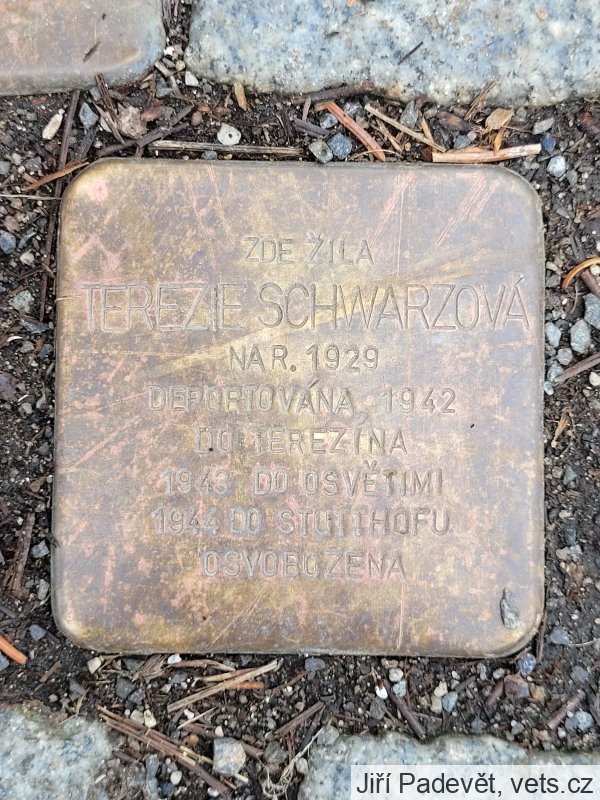 ZDE ŽILA
TEREZIE SCHWARZOVÁ
NAR. 1929
DEPORTOVÁNA 1942
DO TEREZÍNA
1943 DO OSVĚTIMI
1944 DO STUTTHOFU
OSVOBOZENA
Jiří Padevět, vets.cz